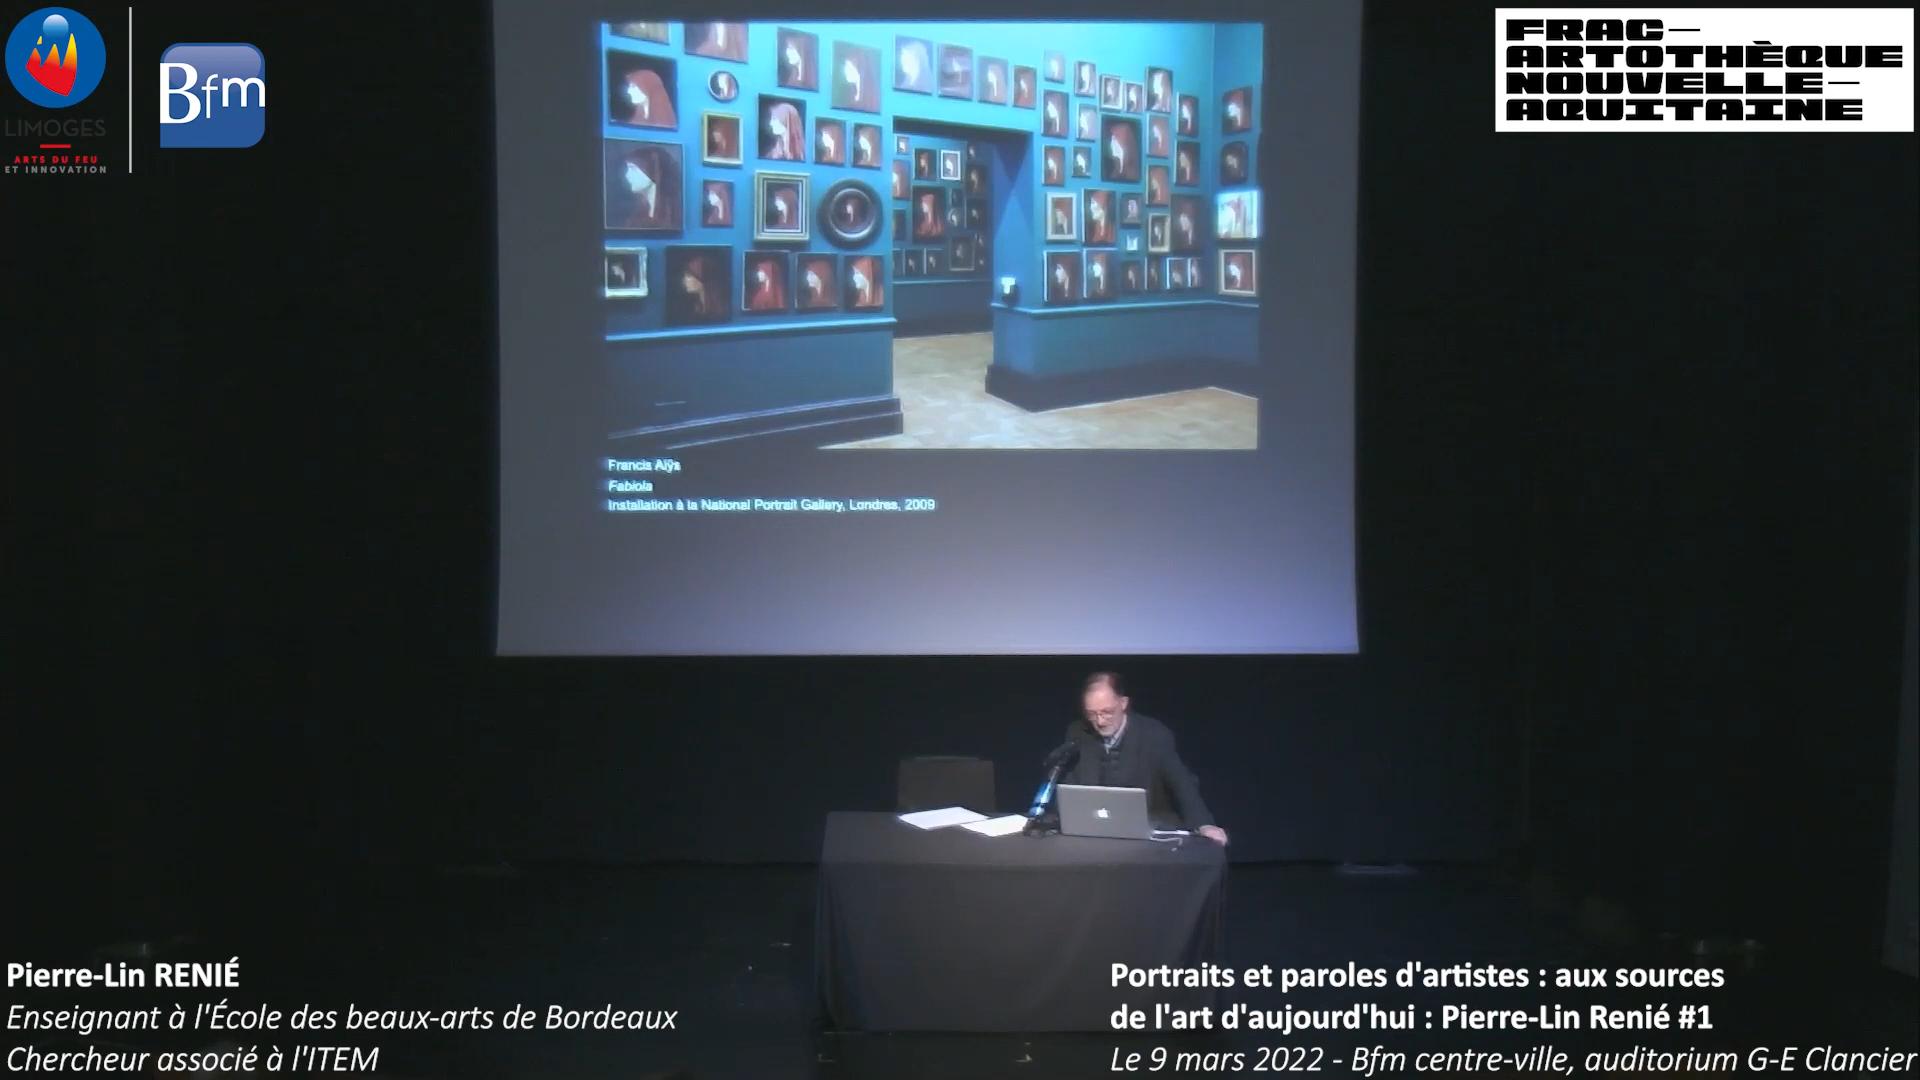 LIMOGES
ARTS DU FEU
ET INNOVATION
Bfm
FRAC—
ARTOTHÈQUE
NOUVELLE—
AQUITAINE
Francis Alÿs
Fabiola
Installation à la National Portrait Gallery, Londres, 2009
Pierre-Lin RENIÉ
Enseignant à l'École des beaux-arts de Bordeaux
Chercheur associé à l'ITEM
Portraits et paroles d'artistes : aux sources
de l'art d'aujourd'hui : Pierre-Lin Renié #1
Le 9 mars 2022 - Bfm centre-ville, auditorium G-E Clancier